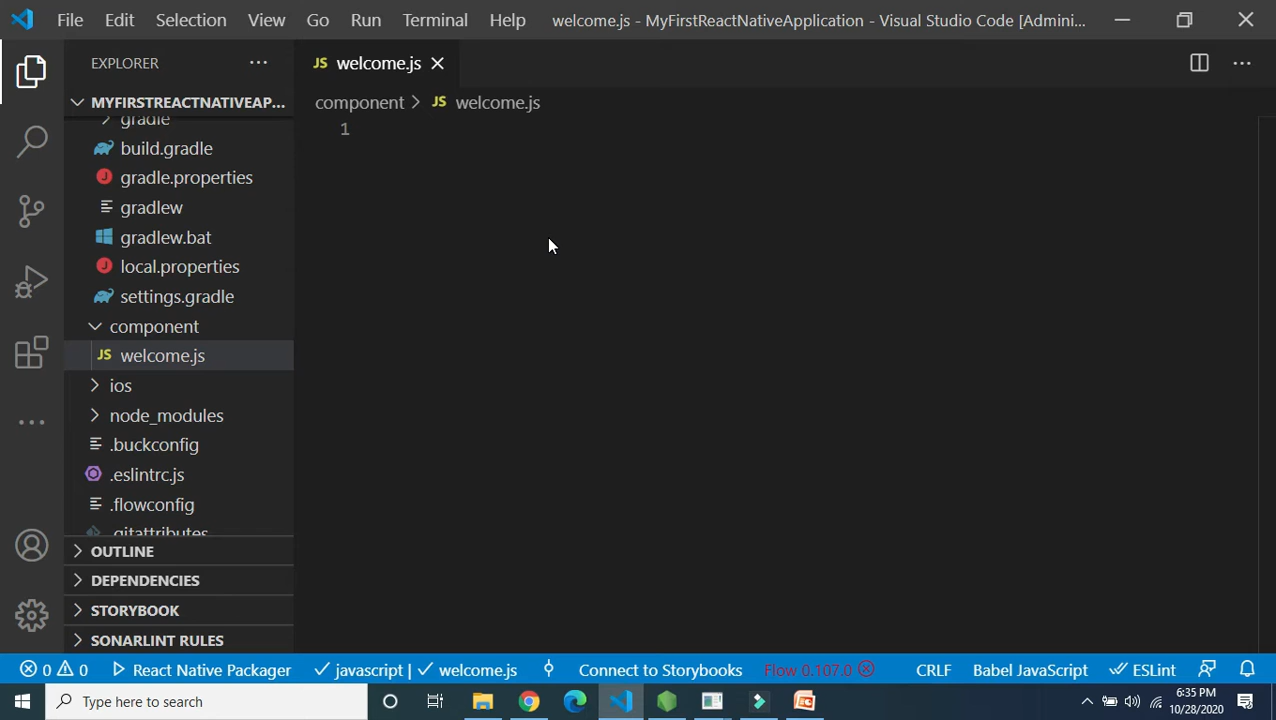 File Edit Selection View Go Run Terminal Help welcome.js - MyFirstReactNativeApplication - Visual Studio Code [Admini...
EXPLORER
welcome.js
MYFIRSTREACTNATIVEAP...
component > JS welcome.js
1
gradle
build.gradle
gradle.properties
gradlew
gradlew.bat
local.properties
settings.gradle
component
JS welcome.js
ios
node_modules
.buckconfig
.eslintrc.js
.flowconfig
.gitattributes
OUTLINE
DEPENDENCIES
STORYBOOK
SONARLINT RULES
0 0 React Native Packager javascript | welcome.js Connect to Storybooks Flow 0.107.0 CRLF Babel JavaScript ESLint
Type here to search
6:35 PM
10/28/2020